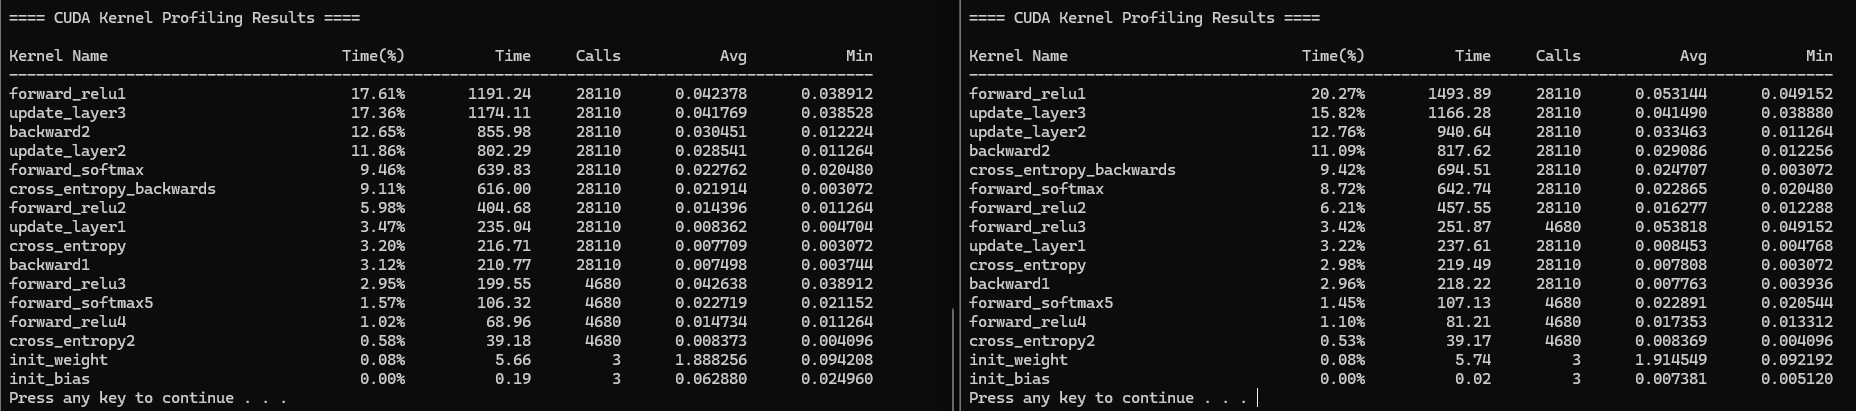 ==== CUDA Kernel Profiling Results ====
Kernel Name Time(%) Time Calls Avg Min
forward_relu1 17.61% 1191.24 28110 0.042378 0.038912
update_layer3 17.36% 1174.11 28110 0.041769 0.038528
backward2 12.65% 855.98 28110 0.030451 0.012224
update_layer2 11.86% 802.29 28110 0.028541 0.011264
forward_softmax 9.46% 639.83 28110 0.022762 0.020480
cross_entropy_backwards 9.11% 616.00 28110 0.021914 0.003072
forward_relu2 5.98% 404.68 28110 0.014396 0.011264
update_layer1 3.47% 235.04 28110 0.008362 0.004704
cross_entropy 3.20% 216.71 28110 0.007709 0.003072
backward1 3.12% 210.77 28110 0.007498 0.003744
forward_relu3 2.95% 199.55 4680 0.042638 0.038912
forward_softmax5 1.57% 106.32 4680 0.022719 0.021152
forward_relu4 1.02% 68.96 4680 0.014734 0.011264
cross_entropy2 0.58% 39.18 4680 0.008373 0.004096
init_weight 0.08% 5.66 3 1.888256 0.094208
init_bias 0.00% 0.19 3 0.062880 0.024960
Press any key to continue . . .
==== CUDA Kernel Profiling Results ====
Kernel Name Time(%) Time Calls Avg Min
forward_relu1 20.27% 1493.89 28110 0.053144 0.049152
update_layer3 15.82% 1166.28 28110 0.041490 0.038880
update_layer2 12.76% 940.64 28110 0.033463 0.011264
backward2 11.09% 817.62 28110 0.029086 0.012256
cross_entropy_backwards 9.42% 694.51 28110 0.024707 0.003072
forward_softmax 8.72% 642.74 28110 0.022865 0.020480
forward_relu2 6.21% 457.55 28110 0.016277 0.012288
forward_relu3 3.42% 251.87 4680 0.053818 0.049152
update_layer1 3.22% 237.61 28110 0.008453 0.004768
cross_entropy 2.98% 219.49 28110 0.007808 0.003072
backward1 2.96% 218.22 28110 0.007763 0.003936
forward_softmax5 1.45% 107.13 4680 0.022891 0.020544
forward_relu4 1.10% 81.21 4680 0.017353 0.013312
cross_entropy2 0.53% 39.17 4680 0.008369 0.004096
init_weight 0.08% 5.74 3 1.914549 0.092192
init_bias 0.00% 0.02 3 0.007381 0.005120
Press any key to continue . . .